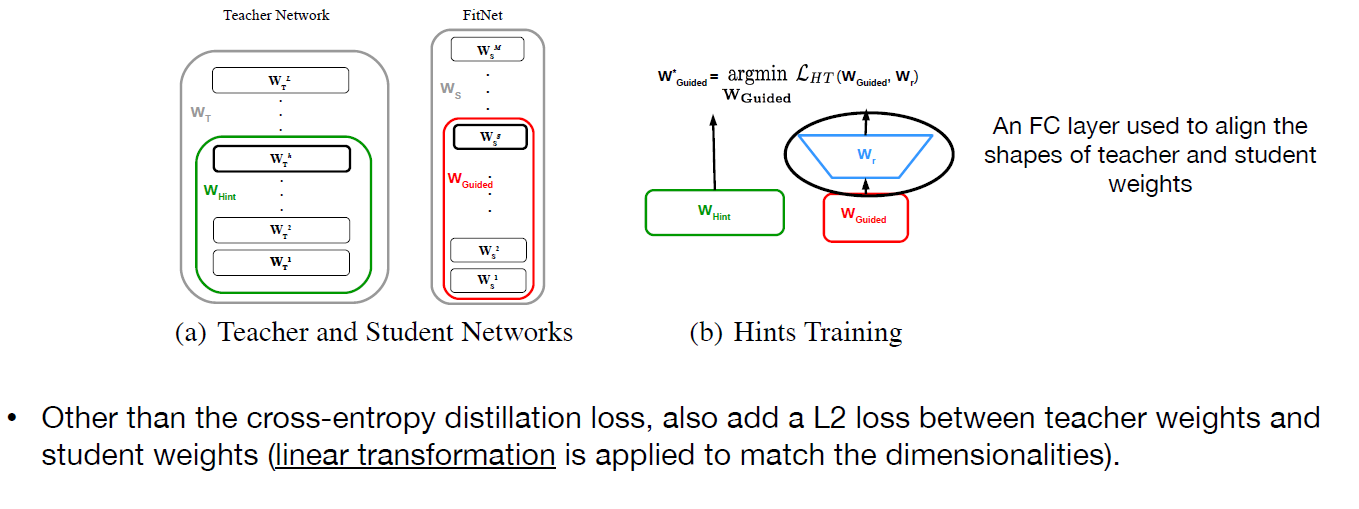 Teacher Network
W_T^L
W_T
W_T^h
W_Hint
W_T^2
W_T^1
FitNet
W_S^M
W_S
W_S^g
W_Guided
W_S^2
W_S^1
(a) Teacher and Student Networks
W*_Guided = argmin ℒ_HT(W_Guided, W_r)
W_Guided
W_r
W_Hint
W_Guided
(b) Hints Training
An FC layer used to align the
shapes of teacher and student
weights
• Other than the cross-entropy distillation loss, also add a L2 loss between teacher weights and
student weights (linear transformation is applied to match the dimensionalities).